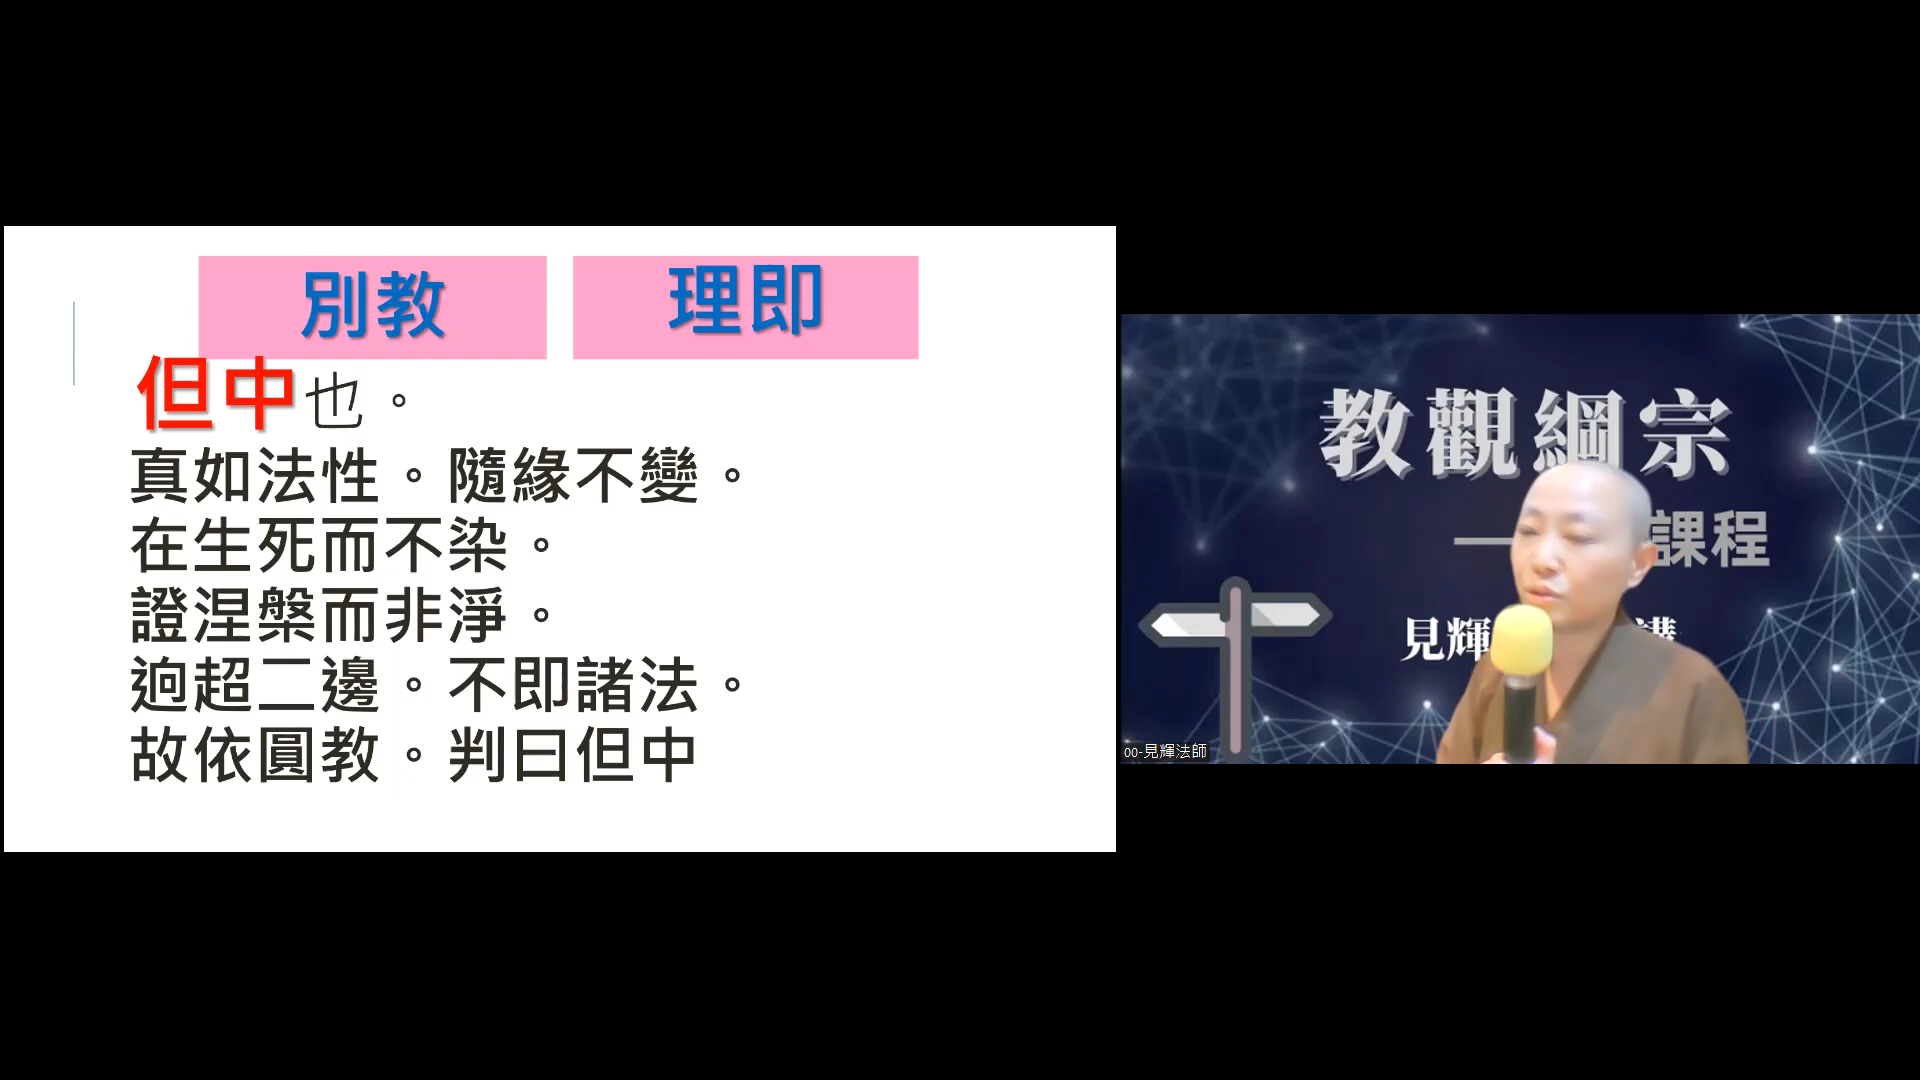 別教 理即
但中也。
真如法性。隨緣不變。
在生死而不染。
證涅槃而非淨。
迥超二邊。不即諸法。
故依圓教。判曰但中
教觀綱宗
課程
見輝
講
00-見輝法師